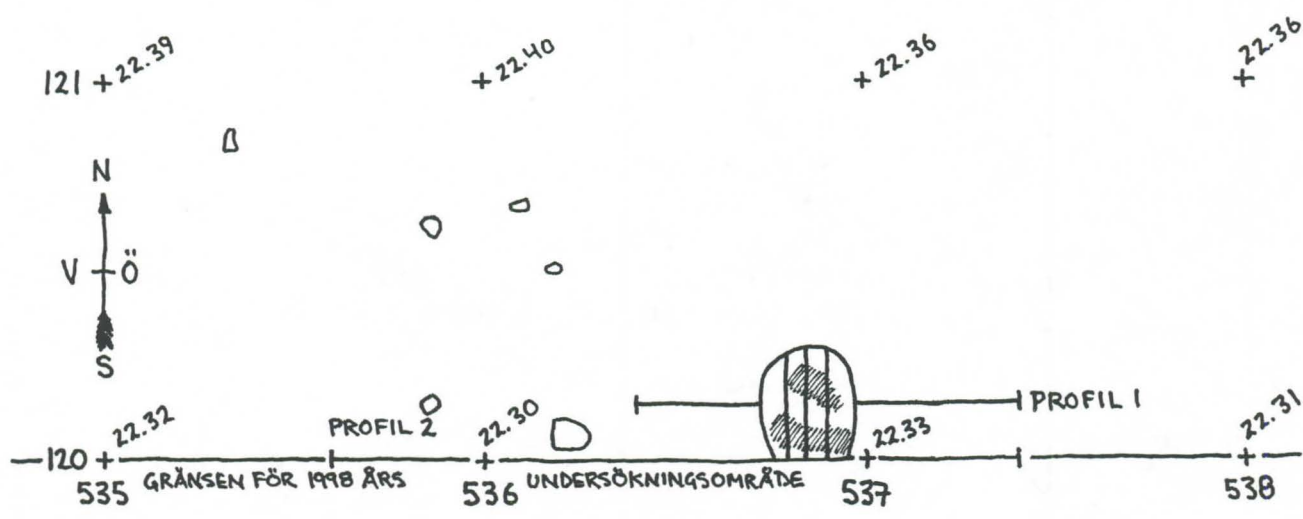 121 22.39 22.40 22.36 22.36
N
V Ö
S
PROFIL 1
PROFIL 2
22.32 22.30 22.33 22.31
120
GRÄNSEN FÖR 1998 ÅRS UNDERSÖKNINGSOMRÅDE
535 536 537 538